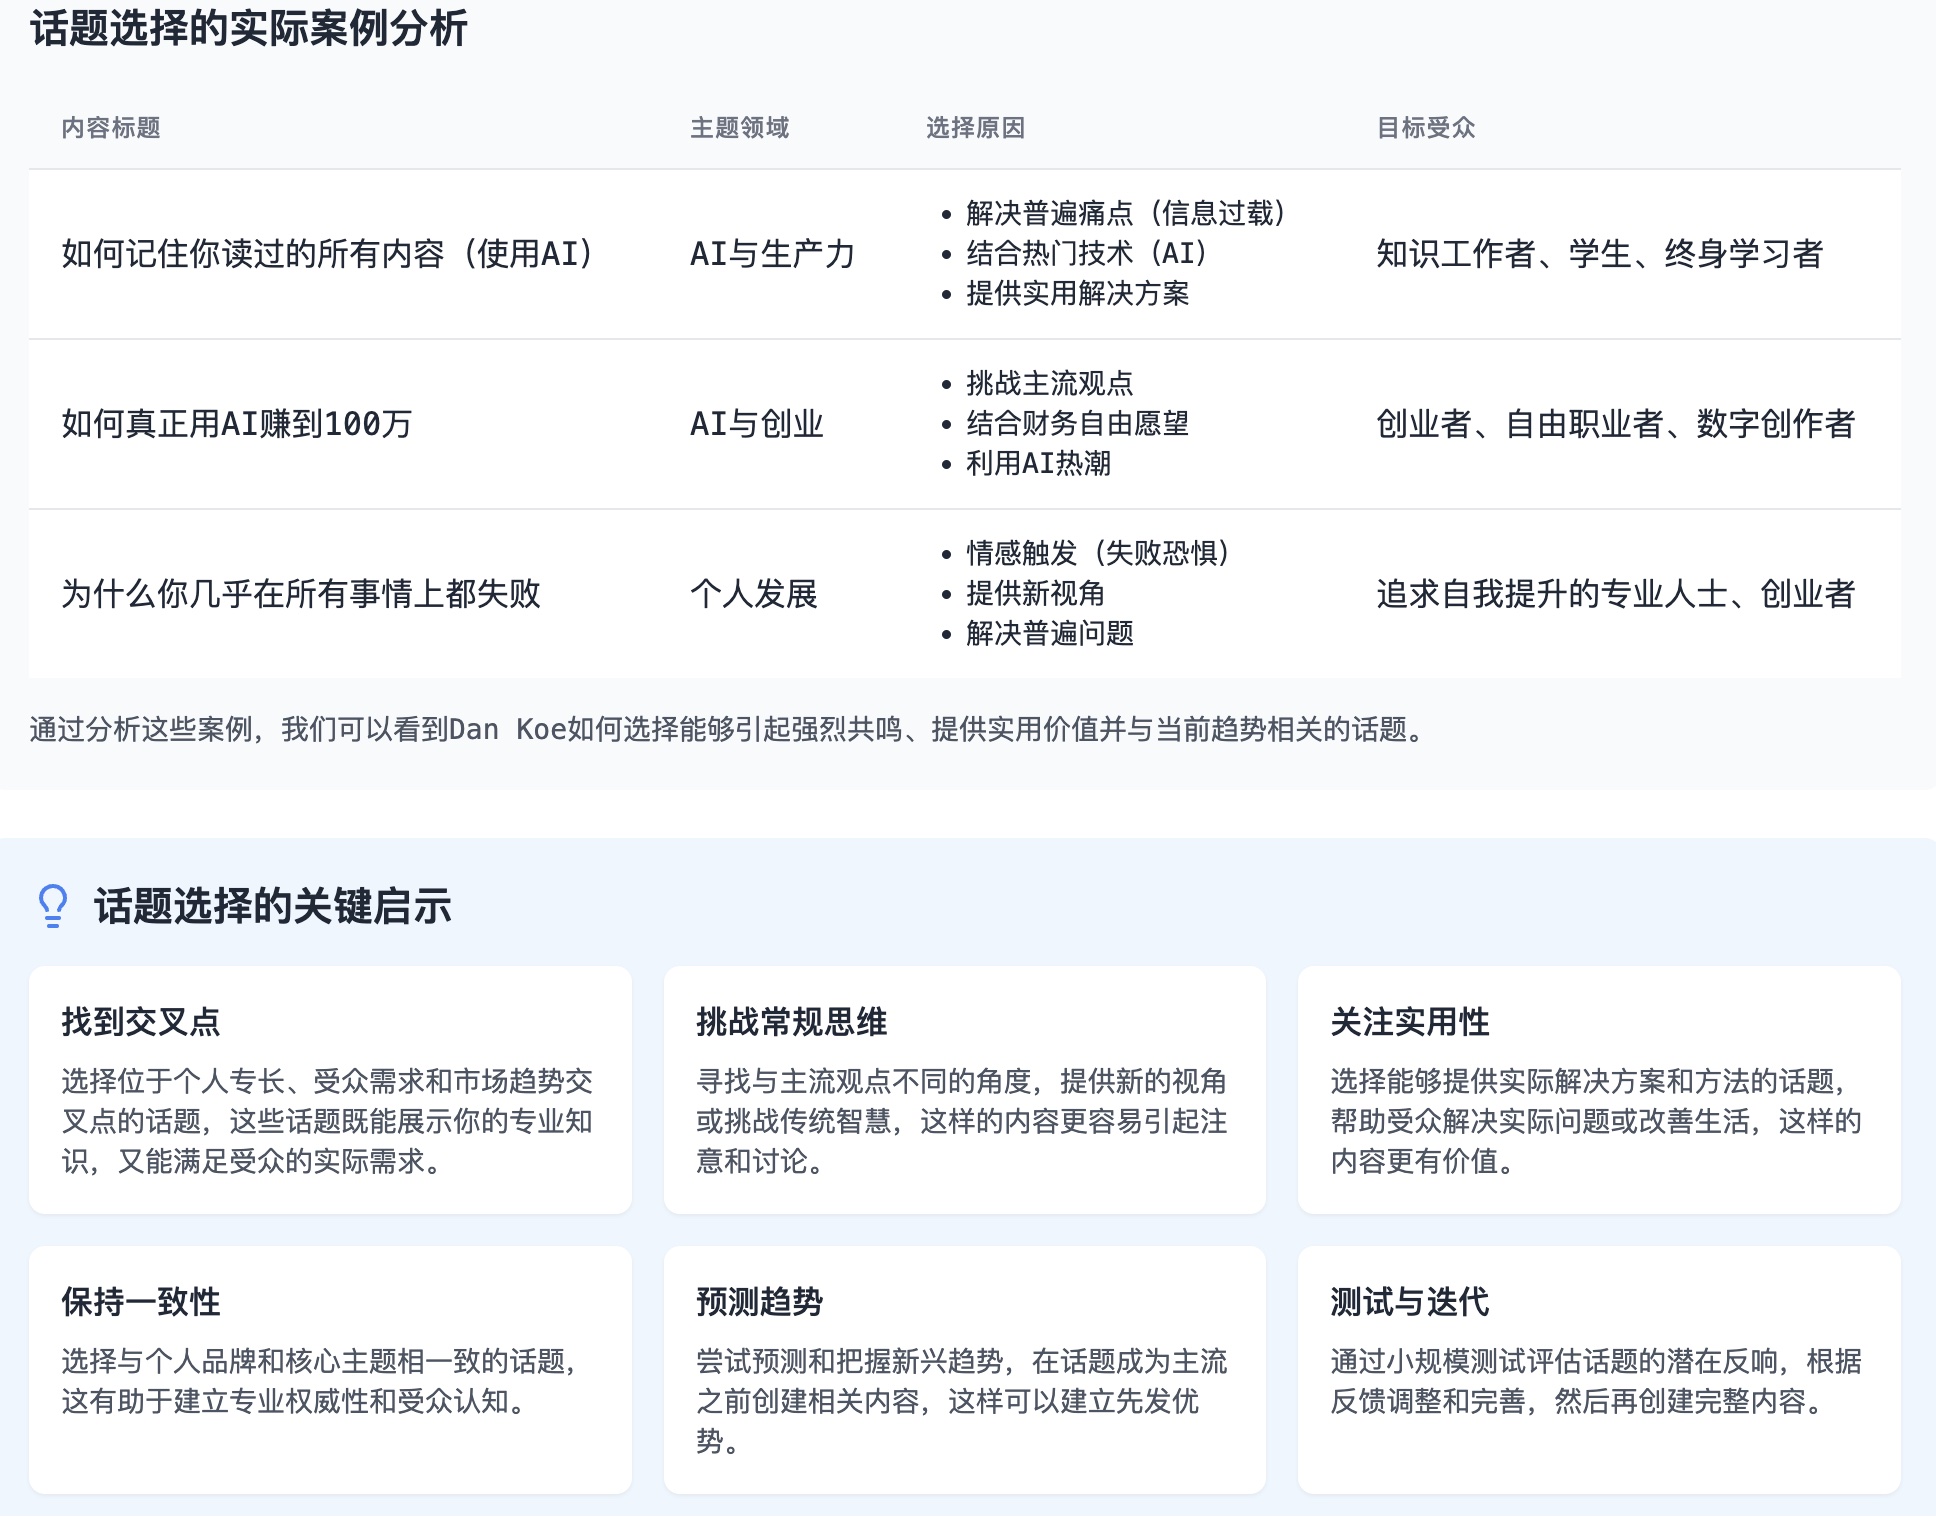 话题选择的实际案例分析
内容标题 主题领域 选择原因 目标受众
如何记住你读过的所有内容（使用AI） AI与生产力
• 解决普遍痛点（信息过载）
• 结合热门技术（AI）
• 提供实用解决方案
知识工作者、学生、终身学习者
如何真正用AI赚到100万 AI与创业
• 挑战主流观点
• 结合财务自由愿望
• 利用AI热潮
创业者、自由职业者、数字创作者
为什么你几乎在所有事情上都失败 个人发展
• 情感触发（失败恐惧）
• 提供新视角
• 解决普遍问题
追求自我提升的专业人士、创业者
通过分析这些案例，我们可以看到Dan Koe如何选择能够引起强烈共鸣、提供实用价值并与当前趋势相关的话题。
话题选择的关键启示
找到交叉点
选择位于个人专长、受众需求和市场趋势交
叉点的话题，这些话题既能展示你的专业知
识，又能满足受众的实际需求。
挑战常规思维
寻找与主流观点不同的角度，提供新的视角
或挑战传统智慧，这样的内容更容易引起注
意和讨论。
关注实用性
选择能够提供实际解决方案和方法的话题，
帮助受众解决实际问题或改善生活，这样的
内容更有价值。
保持一致性
选择与个人品牌和核心主题相一致的话题，
这有助于建立专业权威性和受众认知。
预测趋势
尝试预测和把握新兴趋势，在话题成为主流
之前创建相关内容，这样可以建立先发优
势。
测试与迭代
通过小规模测试评估话题的潜在反响，根据
反馈调整和完善，然后再创建完整内容。